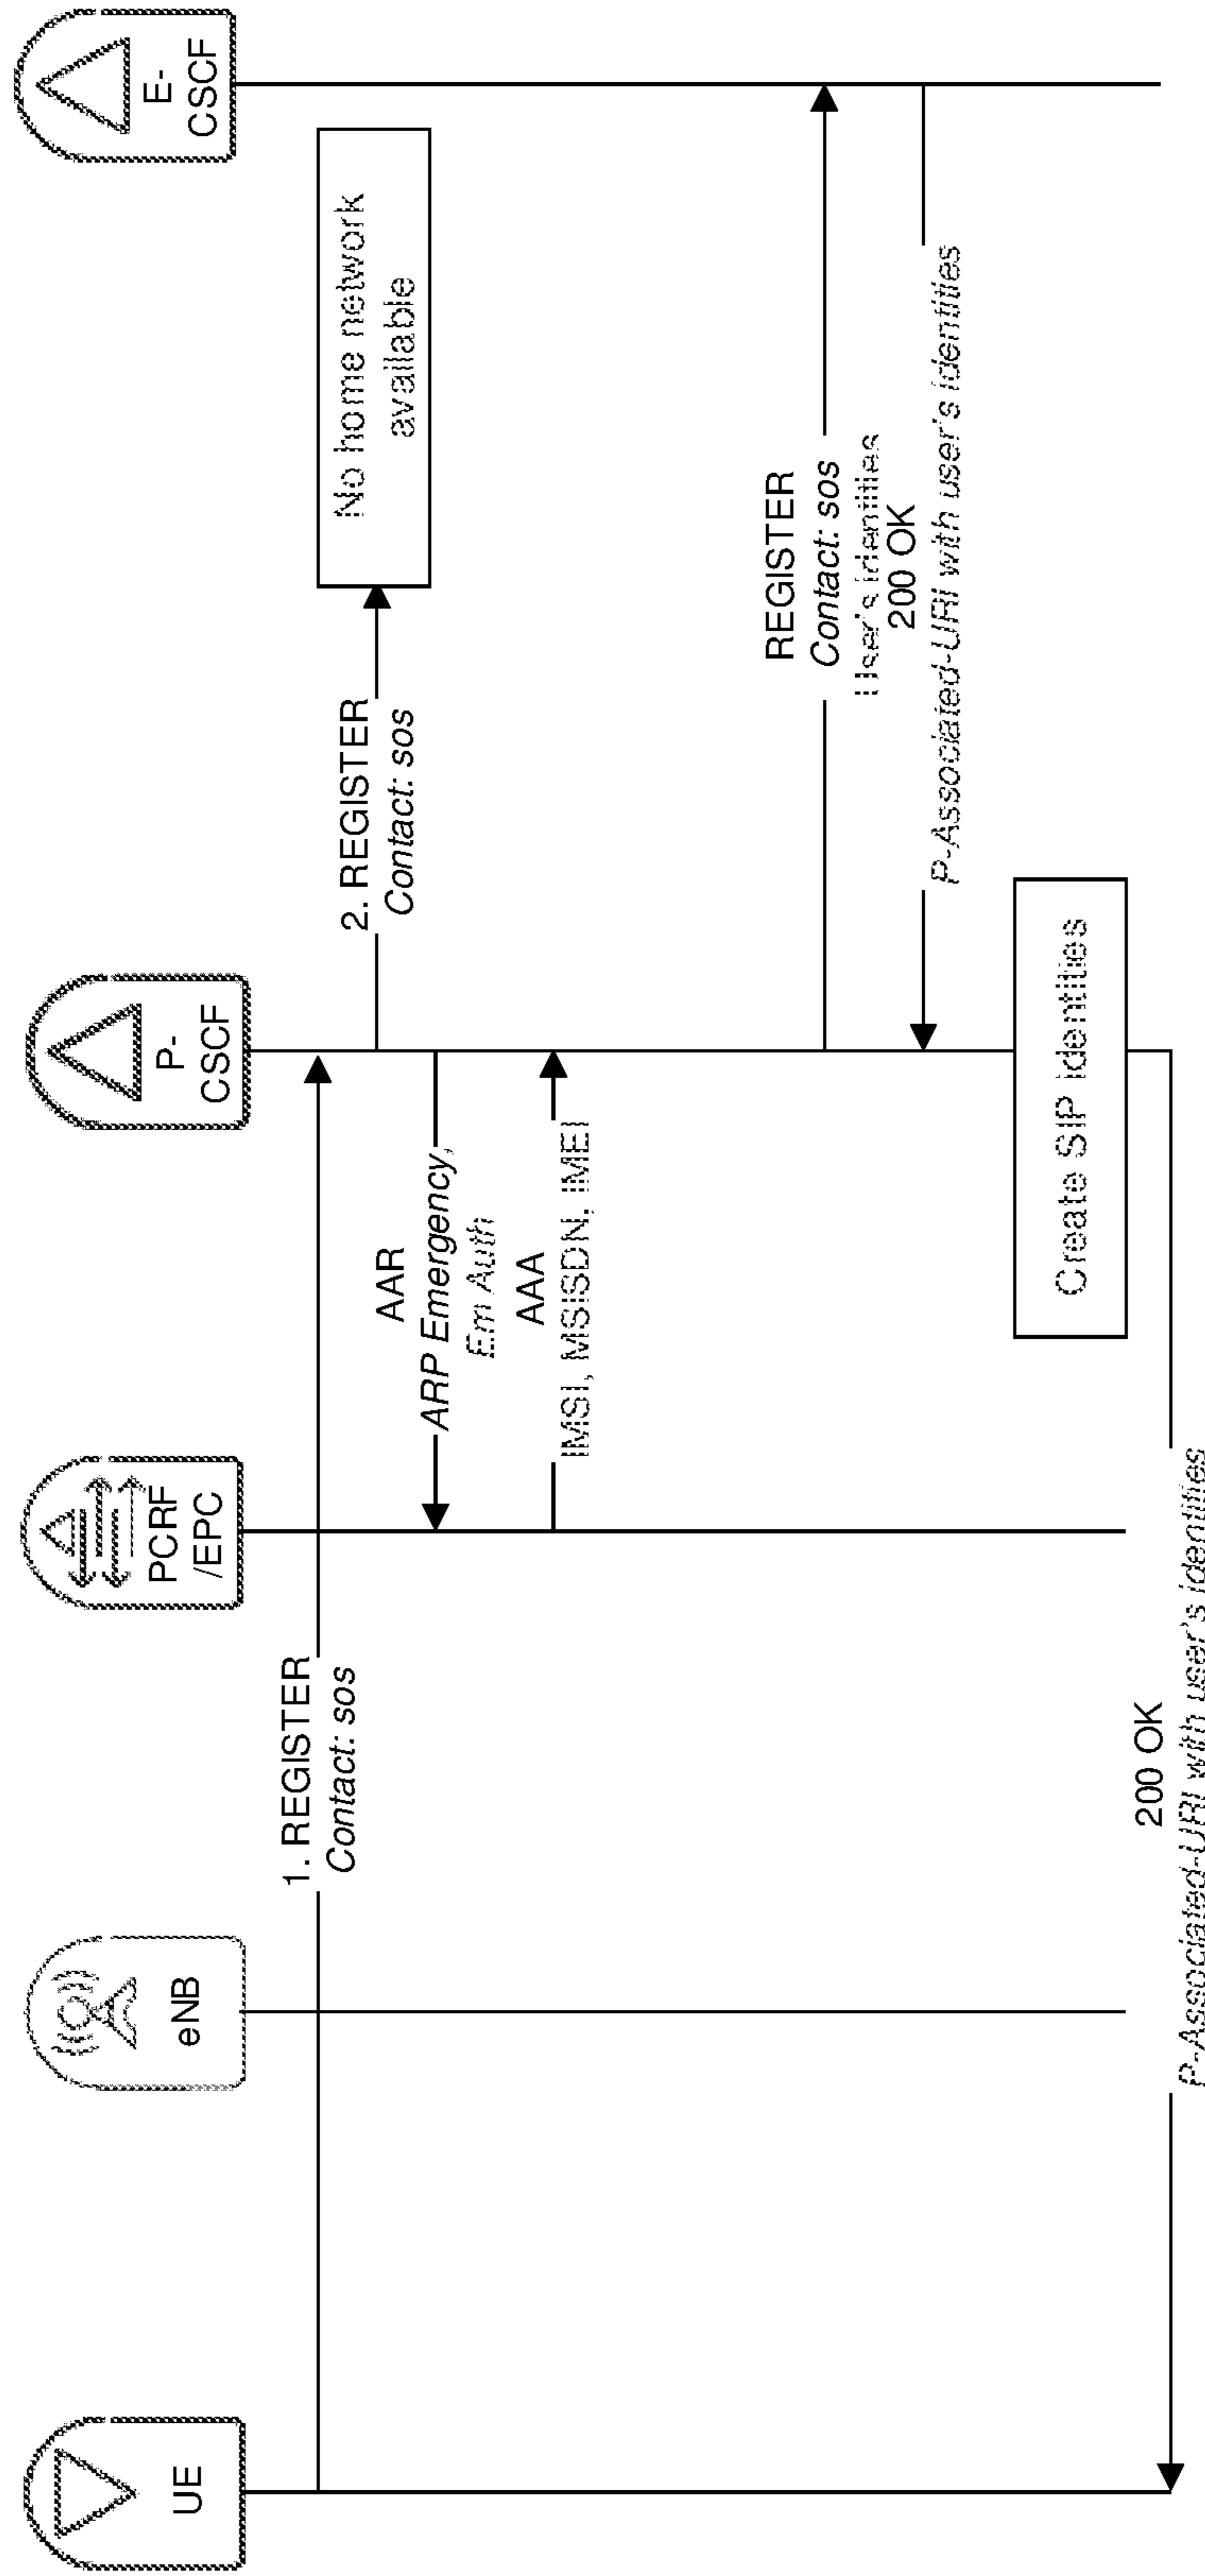 UE
eNB
PCRF
/EPC
P-
CSCF
E-
CSCF
1. REGISTER
Contact: sos
2. REGISTER
Contact: sos
No home network
available
AAR
ARP Emergency,
Em Auth
AAA
IMSI, MSISDN, IMEI
REGISTER
Contact: sos
User's identities
200 OK
P-Associated-URI with user's identities
Create SIP identities
200 OK
P-Associated-URI with user's identities